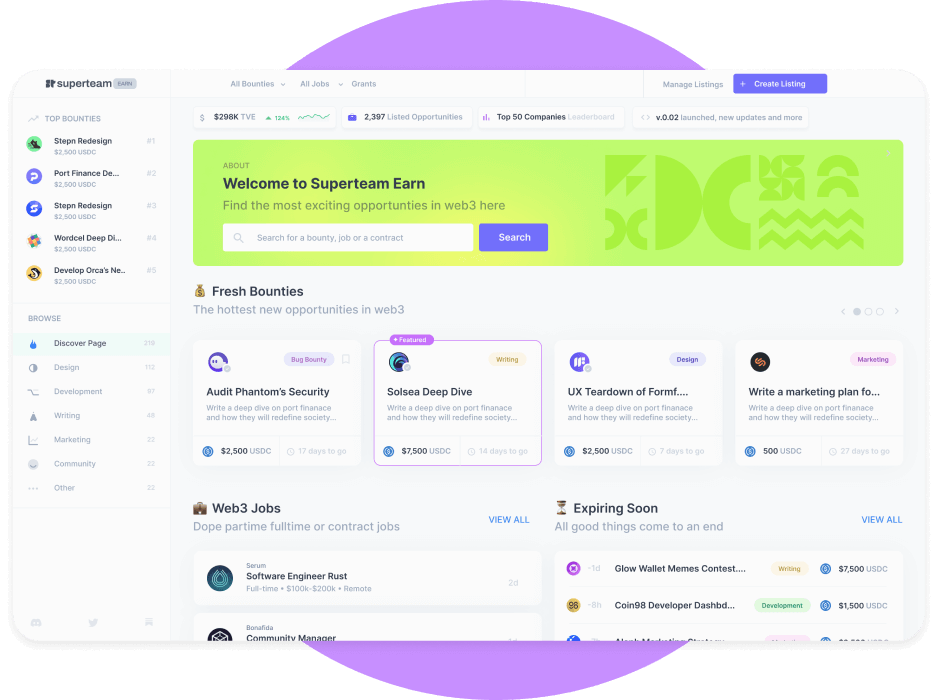 superteam EARN
All Bounties
All Jobs
Grants
Manage Listings
+ Create Listing
TOP BOUNTIES
Stepn Redesign
$2,500 USDC
#1
Port Finance De...
$2,500 USDC
#2
Stepn Redesign
$2,500 USDC
#3
Wordcel Deep Di...
$2,500 USDC
#4
Develop Orca's Ne..
$2,500 USDC
#5
BROWSE
Discover Page 219
Design 112
Development 97
Writing 48
Marketing 22
Community 22
Other 22
$ $298K TVE 124%
2,397 Listed Opportunities
Top 50 Companies Leaderboard
v.0.02 launched, new updates and more
ABOUT
Welcome to Superteam Earn
Find the most exciting opportunties in web3 here
Search for a bounty, job or a contract
Search
Fresh Bounties
The hottest new opportunities in web3
Bug Bounty
Audit Phantom's Security
Write a deep dive on port finanace
and how they will redefine society...
$2,500 USDC
17 days to go
+ Featured
Writing
Solsea Deep Dive
Write a deep dive on port finanace
and how they will redefine society...
$7,500 USDC
14 days to go
Design
UX Teardown of Formf....
Write a deep dive on port finanace
and how they will redefine society...
$2,500 USDC
7 days to go
Marketing
Write a marketing plan fo...
Write a deep dive on port finanace
and how they will redefine society...
500 USDC
27 days to go
Web3 Jobs
Dope partime fulltime or contract jobs
VIEW ALL
Serum
Software Engineer Rust
Full-time • $100k-$200k • Remote
2d
Bonafida
Community Manager
Expiring Soon
All good things come to an end
VIEW ALL
-1d Glow Wallet Memes Contest.... Writing $7,500 USDC
96 -8h Coin98 Developer Dashbd... Development $1,500 USDC